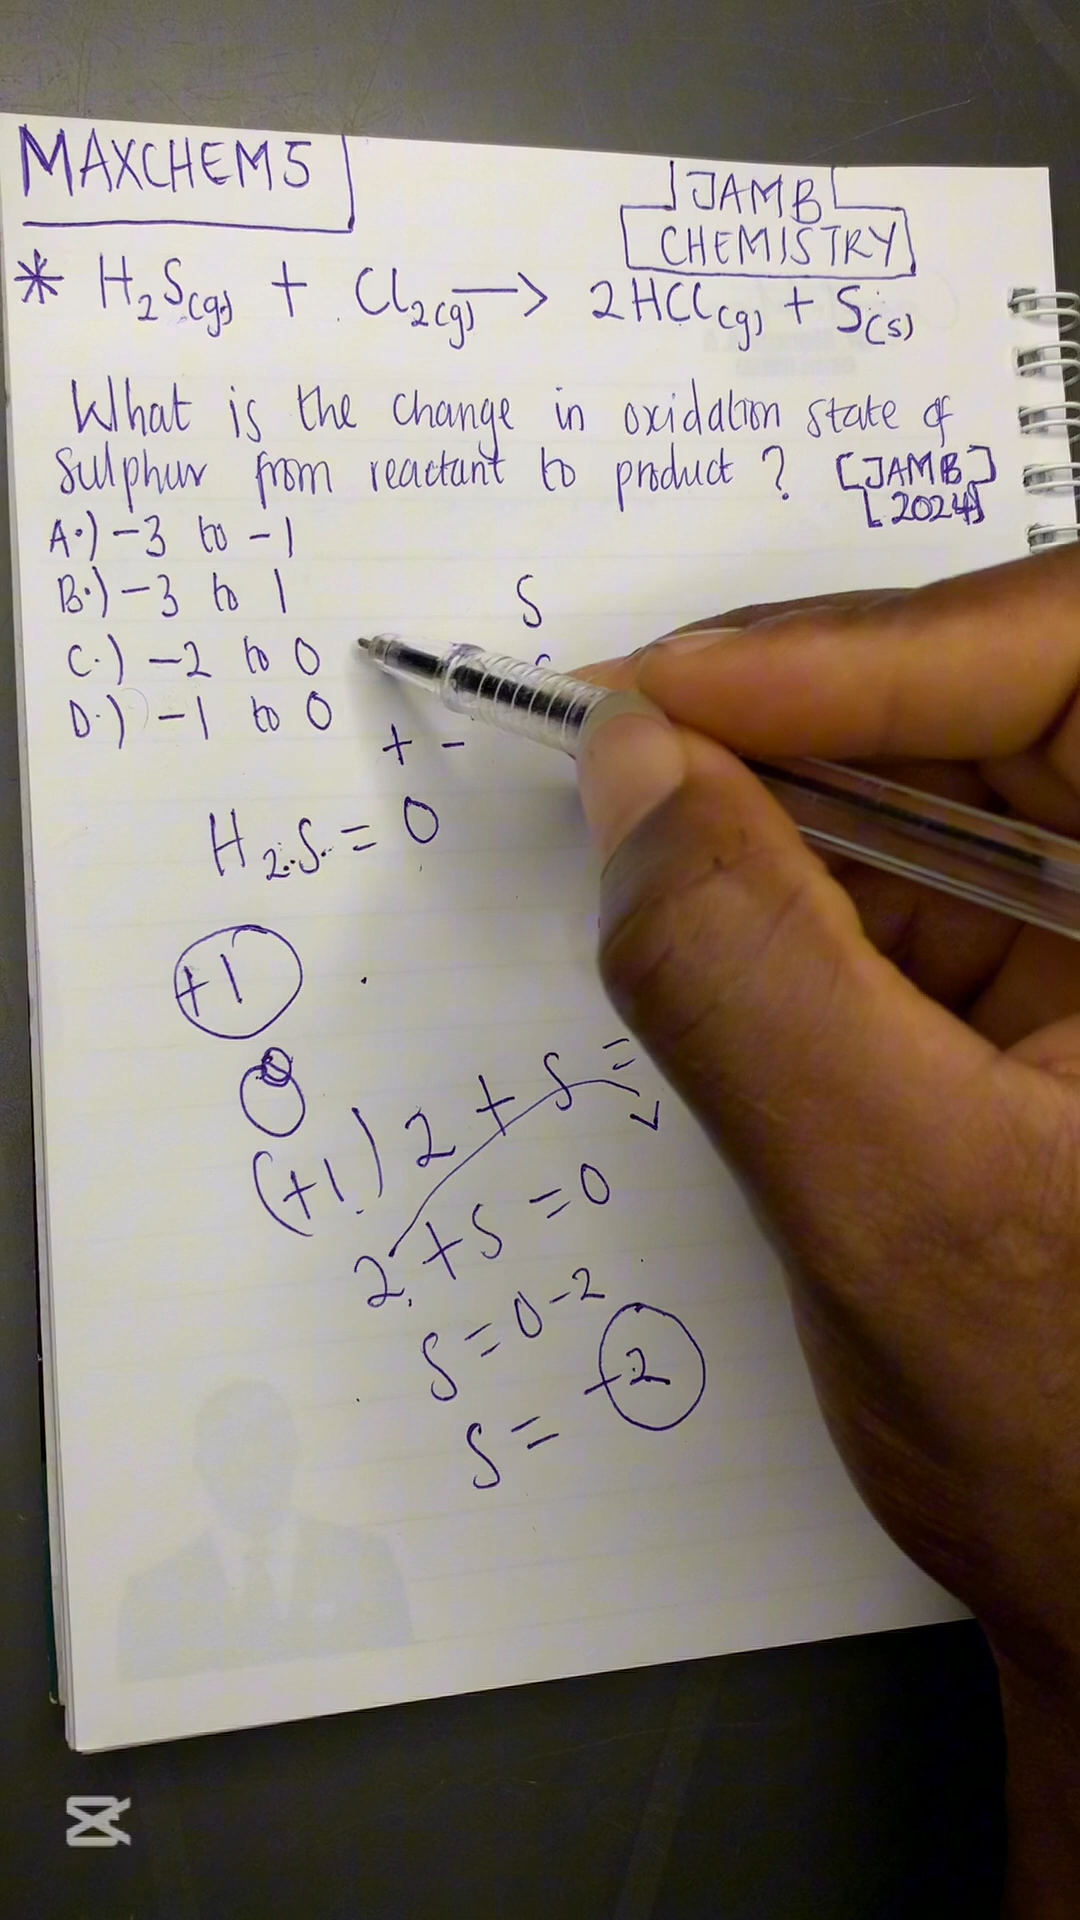 MAXCHEM5
JAMB
CHEMISTRY
* H₂S(g) + Cl₂(g) → 2HCl(g) + S(s)
What is the change in oxidation state of
Sulphur from reactant to product ? [JAMB]
[2024]
A.) -3 to -1
B.) -3 to 1
C.) -2 to 0
D.) -1 to 0
S
+ -
H₂S = 0
+1
(+1) 2 + S =
2 + S = 0
S = 0 - 2
S = -2